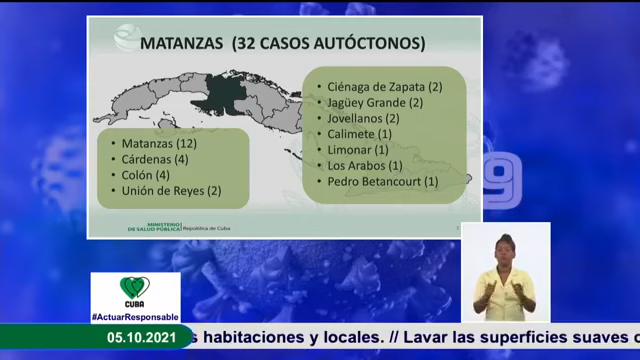 MATANZAS (32 CASOS AUTÓCTONOS)
• Matanzas (12)
• Cárdenas (4)
• Colón (4)
• Unión de Reyes (2)
• Ciénaga de Zapata (2)
• Jagüey Grande (2)
• Jovellanos (2)
• Calimete (1)
• Limonar (1)
• Los Arabos (1)
• Pedro Betancourt (1)
MINISTERIO
DE SALUD PÚBLICA
República de Cuba
9
CUBA
#ActuarResponsable
05.10.2021
s habitaciones y locales. // Lavar las superficies suaves